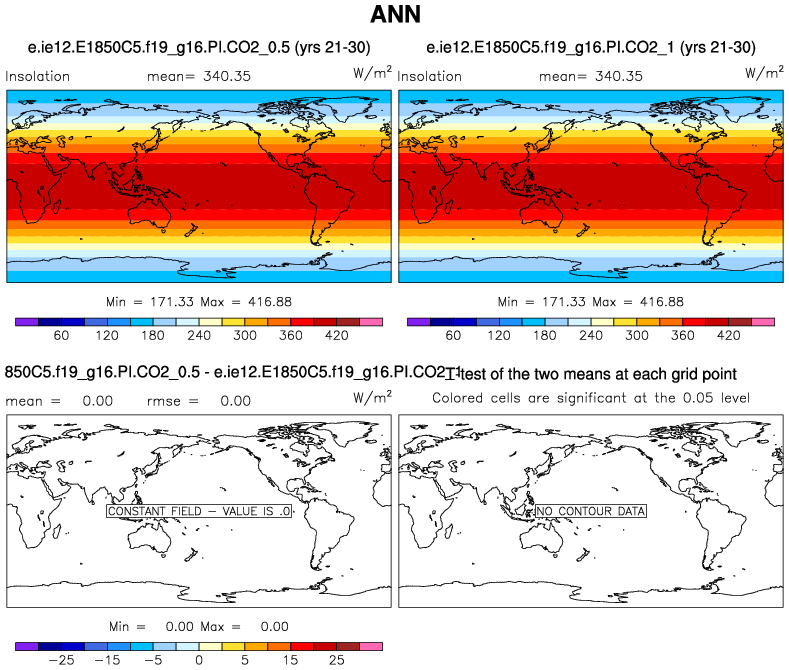 ANN
e.ie12.E1850C5.f19_g16.PI.CO2_0.5 (yrs 21-30)
Insolation mean= 340.35 W/m²
Min = 171.33 Max = 416.88
60 120 180 240 300 360 420
e.ie12.E1850C5.f19_g16.PI.CO2_1 (yrs 21-30)
Insolation mean= 340.35 W/m²
Min = 171.33 Max = 416.88
60 120 180 240 300 360 420
850C5.f19_g16.PI.CO2_0.5 - e.ie12.E1850C5.f19_g16.PI.CO2_1
mean = 0.00 rmse = 0.00 W/m²
CONSTANT FIELD - VALUE IS .0
Min = 0.00 Max = 0.00
-25 -15 -5 0 5 15 25
T-test of the two means at each grid point
Colored cells are significant at the 0.05 level
NO CONTOUR DATA